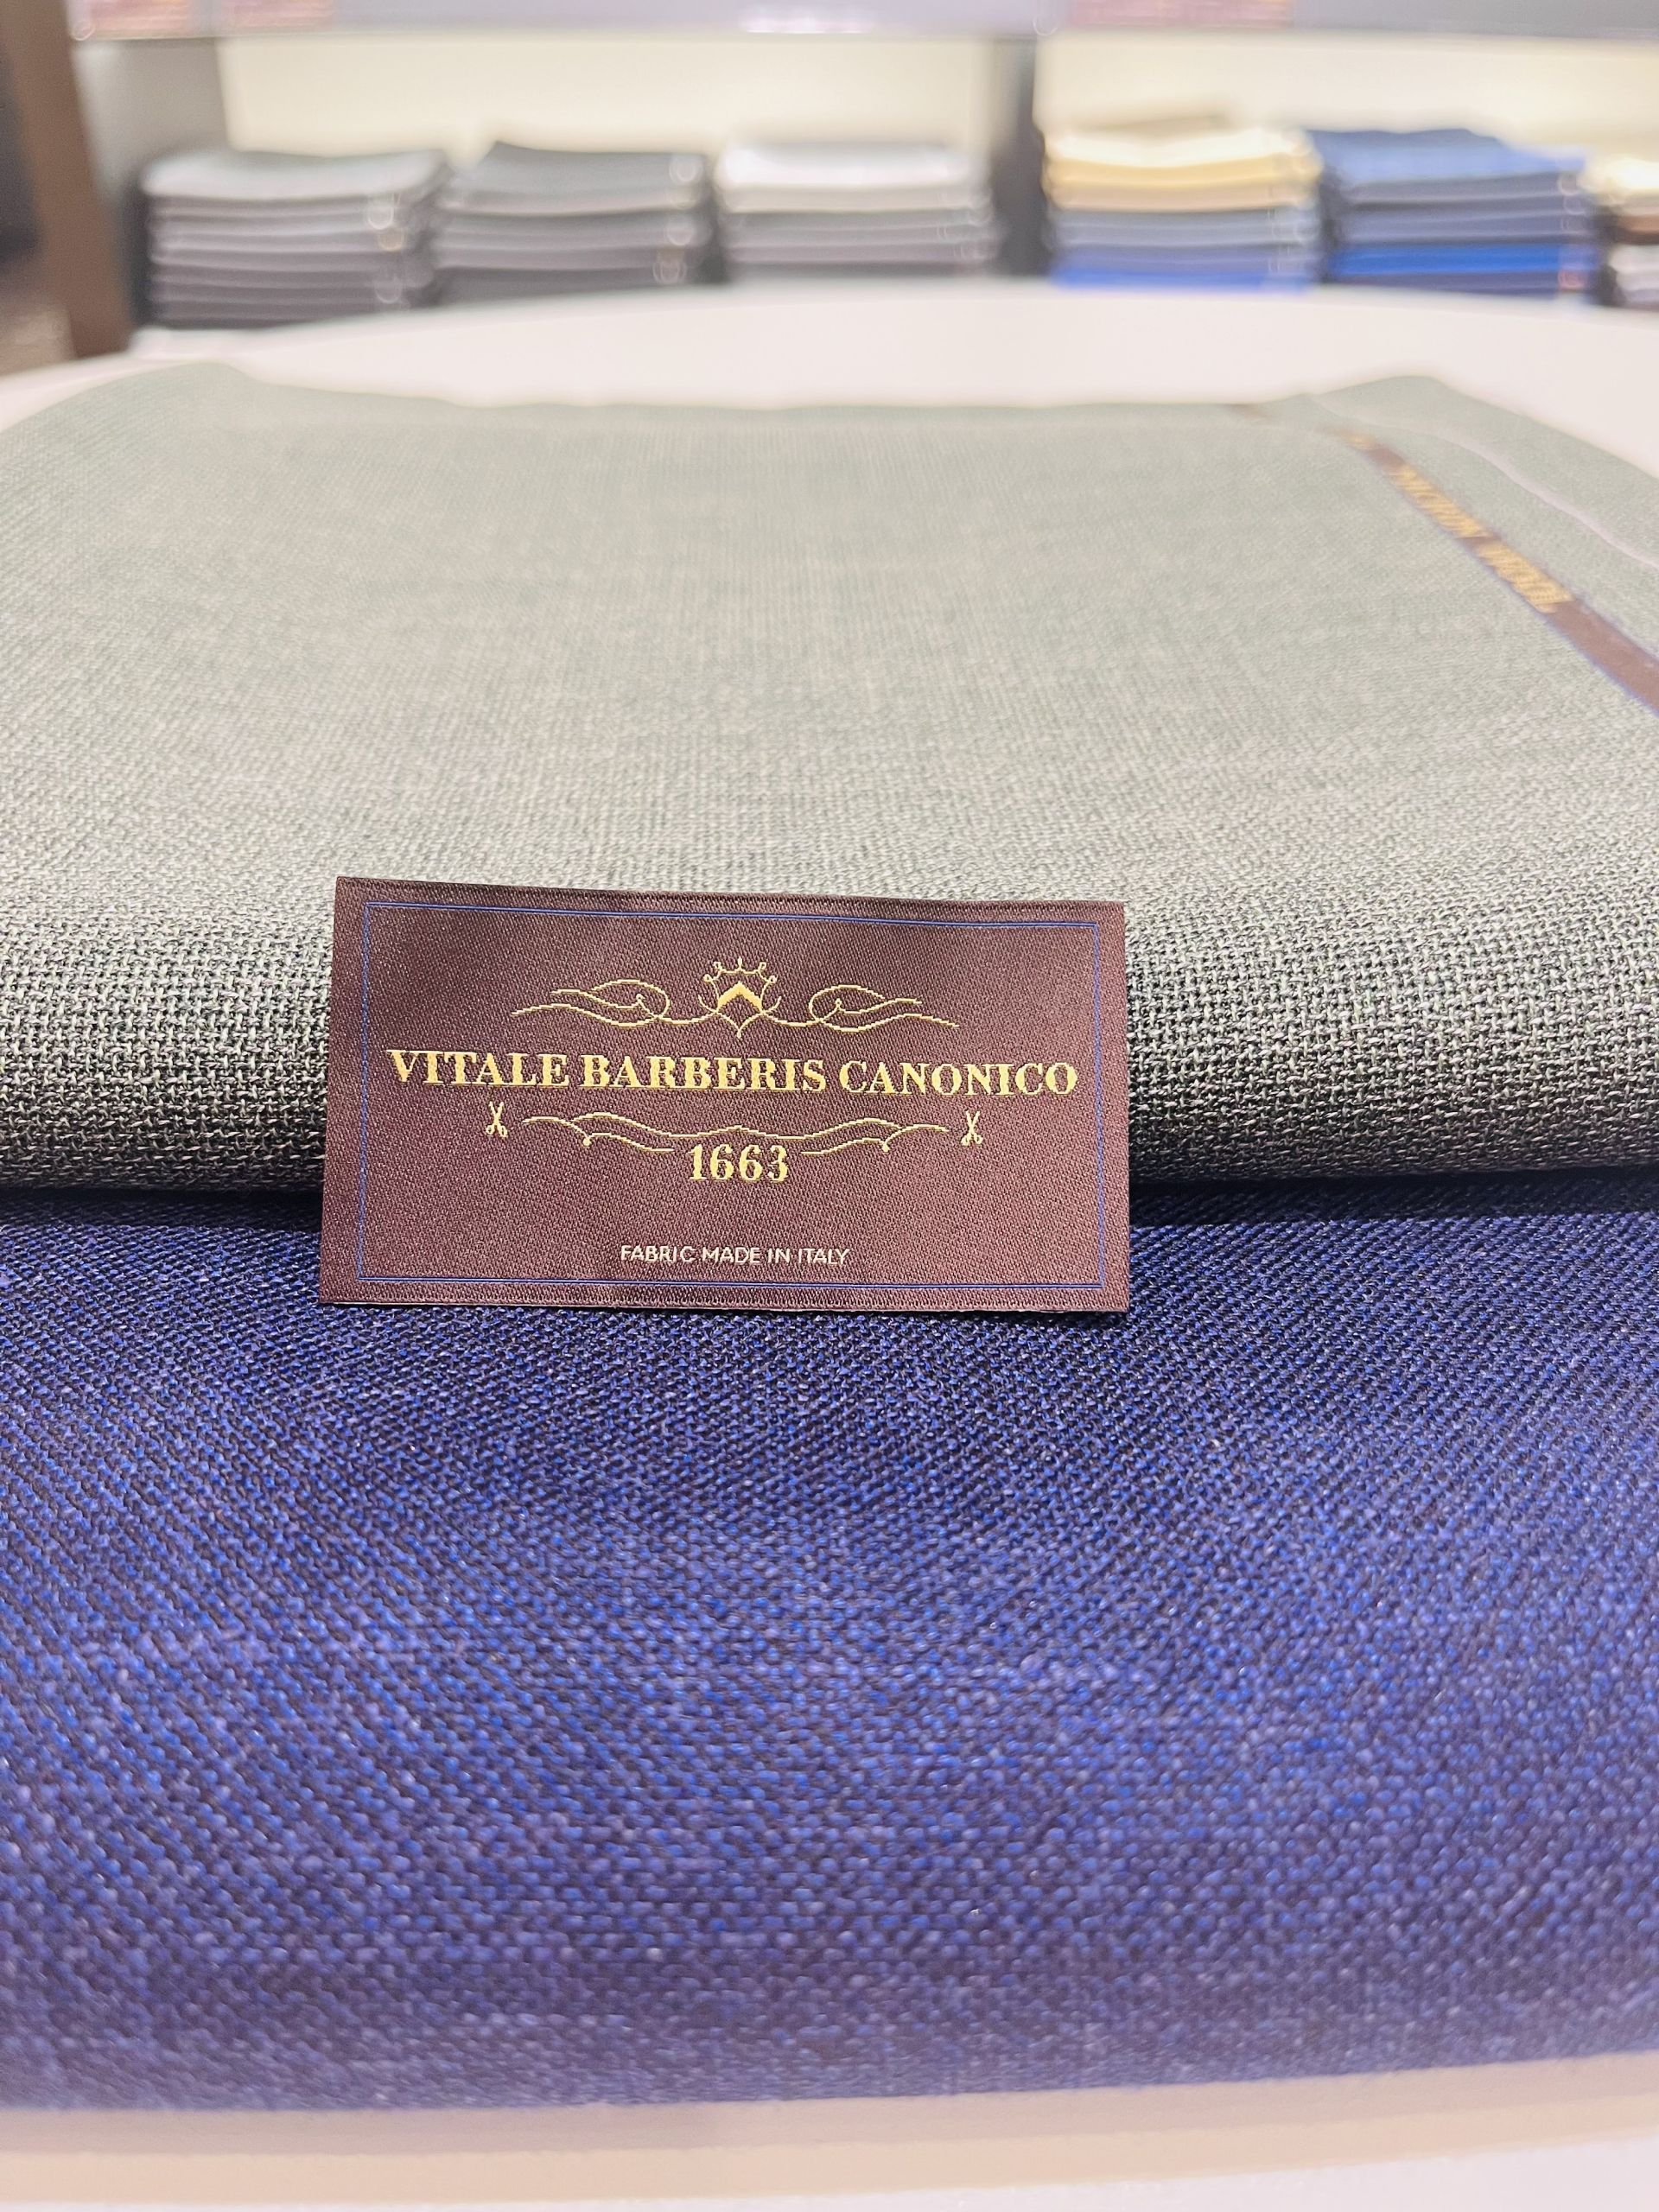 VITALE BARBERIS CANONICO
1663
FABRIC MADE IN ITALY